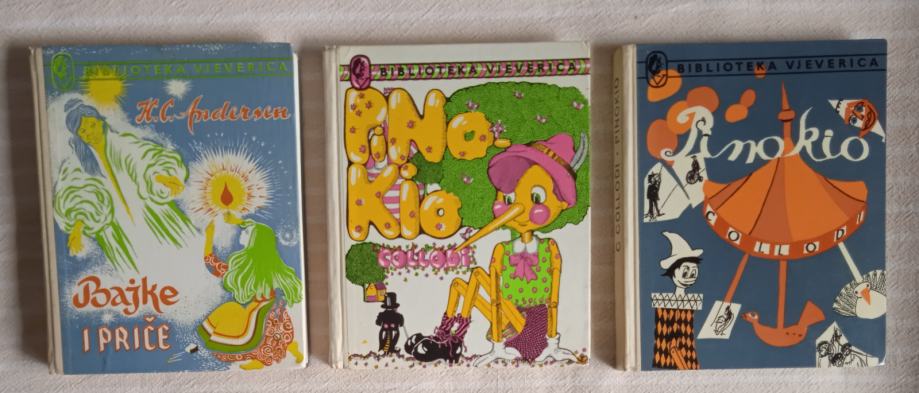 BIBLIOTEKA VJEVERICA
H.C. Andersen
Bajke
I PRIČE
BIBLIOTEKA VJEVERICA
PiNo-
Kio
COLLODI
C COLLODI - PINOKIO
BIBLIOTEKA VJEVERICA
Pinokio
COLLODI